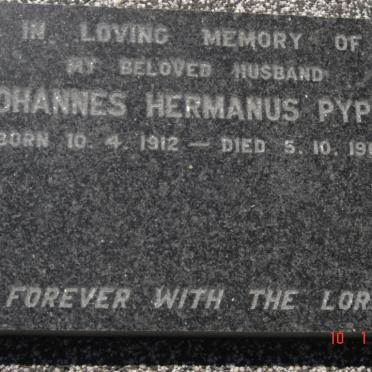 IN LOVING MEMORY OF
MY BELOVED HUSBAND
OHANNES HERMANUS PYP
BORN 10. 4. 1912 — DIED 5. 10. 19
FOREVER WITH THE LOR
10 1